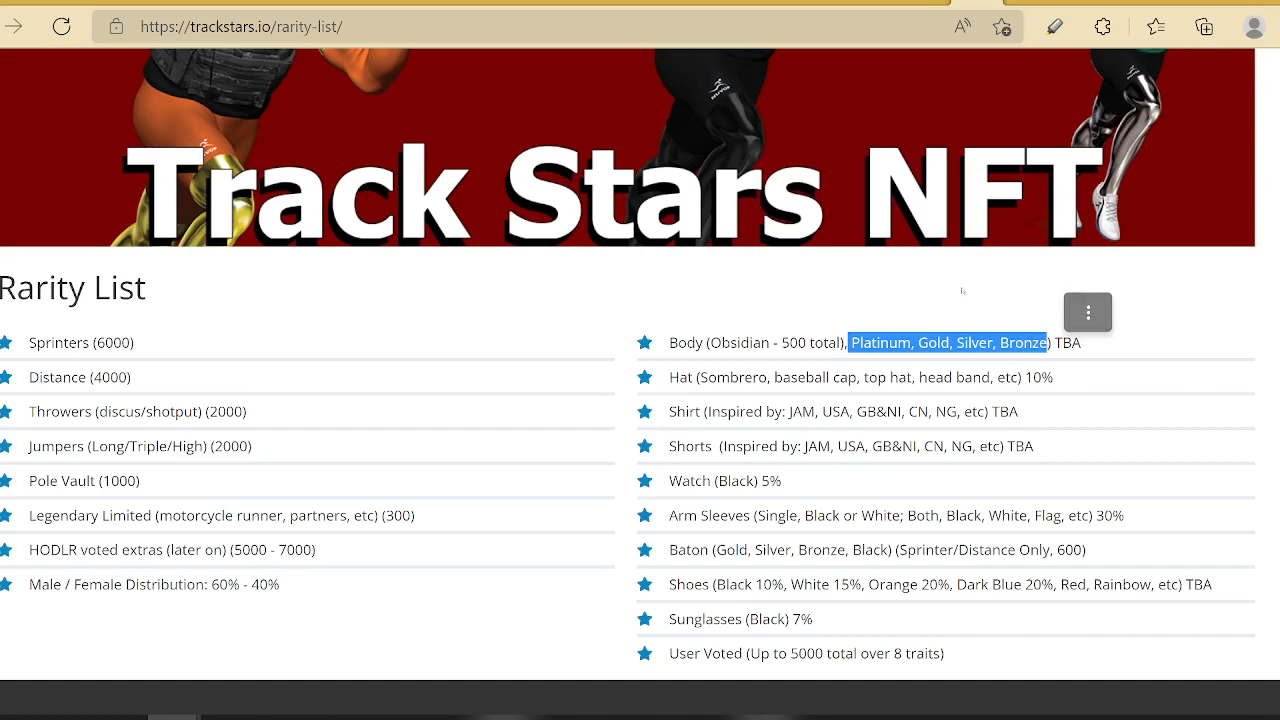 https://trackstars.io/rarity-list/
Track Stars NFT
Rarity List
Sprinters (6000)
Distance (4000)
Throwers (discus/shotput) (2000)
Jumpers (Long/Triple/High) (2000)
Pole Vault (1000)
Legendary Limited (motorcycle runner, partners, etc) (300)
HODLR voted extras (later on) (5000 - 7000)
Male / Female Distribution: 60% - 40%
Body (Obsidian - 500 total), Platinum, Gold, Silver, Bronze) TBA
Hat (Sombrero, baseball cap, top hat, head band, etc) 10%
Shirt (Inspired by: JAM, USA, GB&NI, CN, NG, etc) TBA
Shorts (Inspired by: JAM, USA, GB&NI, CN, NG, etc) TBA
Watch (Black) 5%
Arm Sleeves (Single, Black or White; Both, Black, White, Flag, etc) 30%
Baton (Gold, Silver, Bronze, Black) (Sprinter/Distance Only, 600)
Shoes (Black 10%, White 15%, Orange 20%, Dark Blue 20%, Red, Rainbow, etc) TBA
Sunglasses (Black) 7%
User Voted (Up to 5000 total over 8 traits)